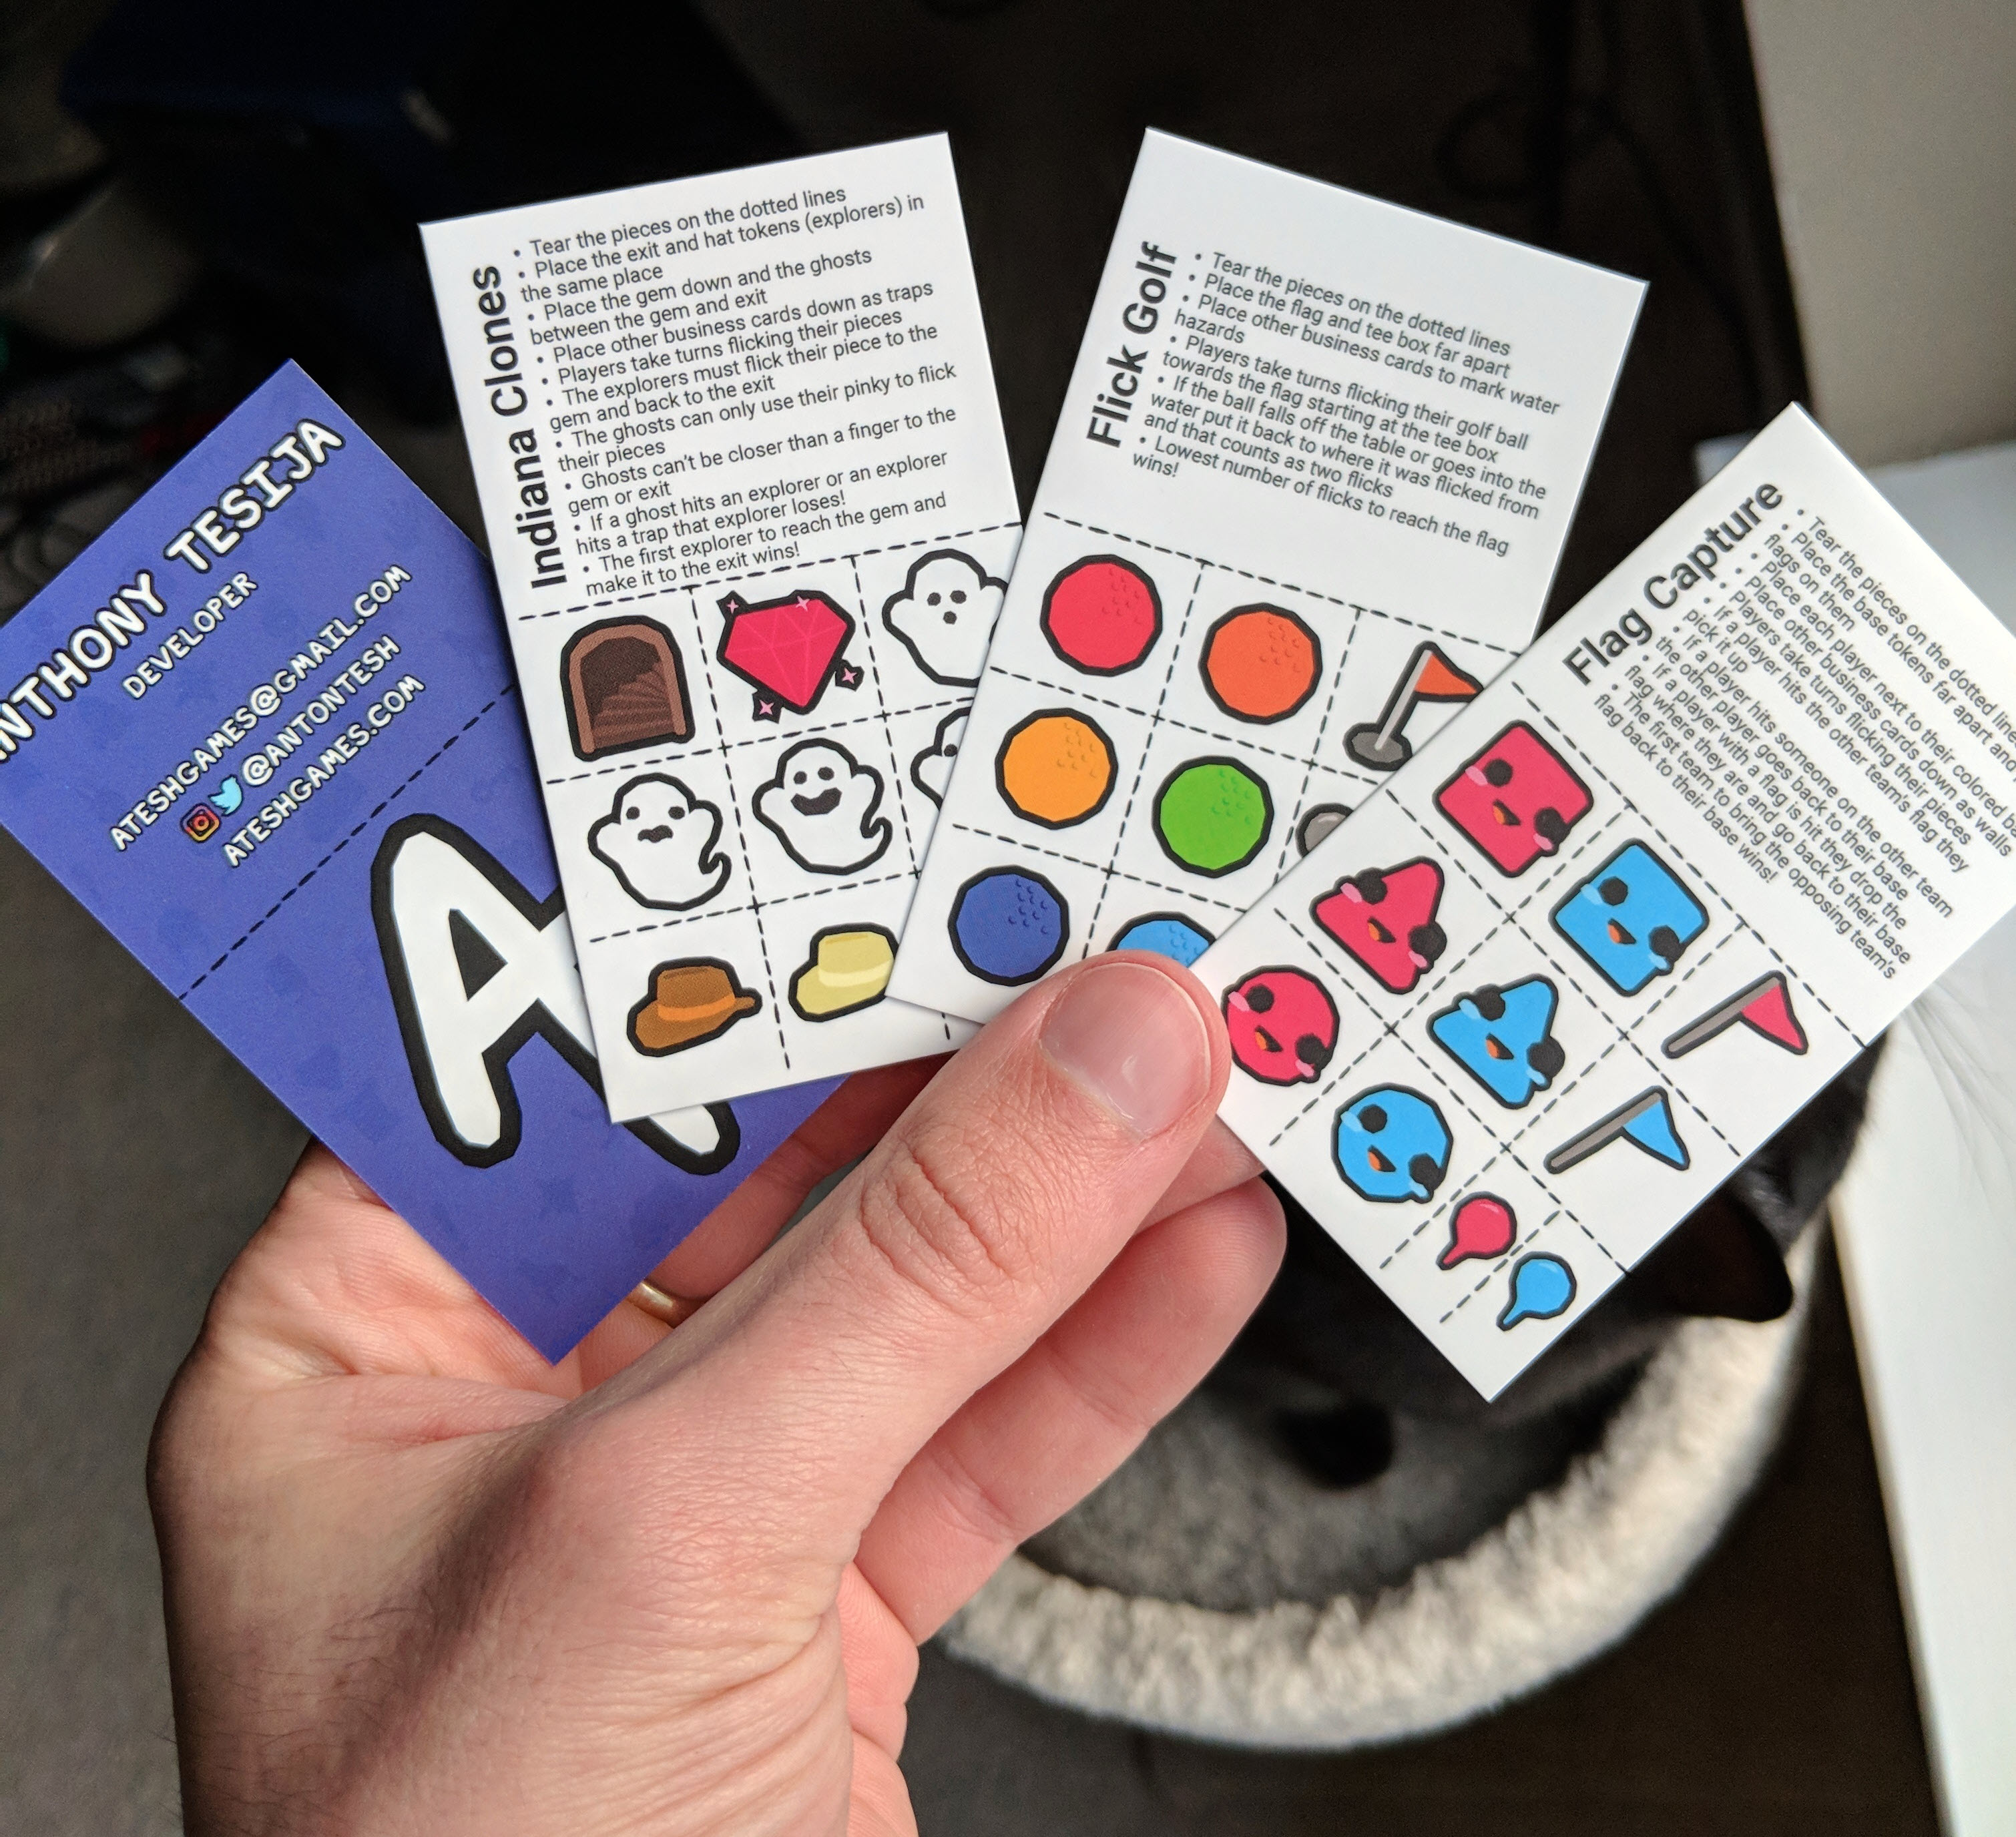 ANTHONY TESIJA
DEVELOPER
ATESHGAMES@GMAIL.COM
@ANTONTESH
ATESHGAMES.COM
A
Indiana Clones
• Tear the pieces on the dotted lines
• Place the exit and hat tokens (explorers) in
the same place
• Place the gem down and the ghosts
between the gem and exit
• Place other business cards down as traps
• Players take turns flicking their pieces
• The explorers must flick their piece to the
gem and back to the exit
• The ghosts can only use their pinky to flick
their pieces
• Ghosts can't be closer than a finger to the
gem or exit
• If a ghost hits an explorer or an explorer
hits a trap that explorer loses!
• The first explorer to reach the gem and
make it to the exit wins!
Flick Golf
• Tear the pieces on the dotted lines
• Place the flag and tee box far apart
• Place other business cards to mark water
hazards
• Players take turns flicking their golf ball
towards the flag starting at the tee box
• If the ball falls off the table or goes into the
water put it back to where it was flicked from
and that counts as two flicks
• Lowest number of flicks to reach the flag
wins!
Flag Capture
• Tear the pieces on the dotted lines
• Place the base tokens far apart and
flags on them
• Place each player next to their colored
• Place other business cards down as walls
• Players take turns flicking their pieces
• If a player hits the other team's flag they
pick it up
• If a player hits someone on the other team
the other player goes back to their base
• If a player with a flag is hit they drop the
flag where they are and go back to their base
• The first team to bring the opposing team's
flag back to their base wins!